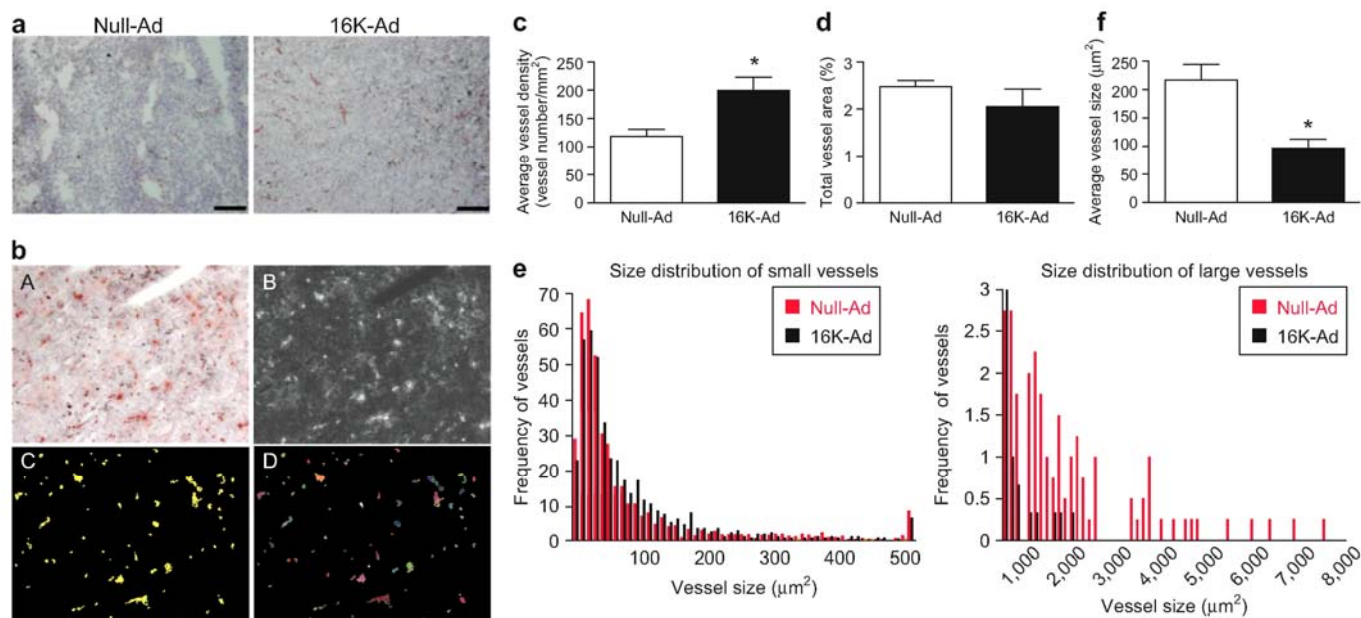 a
Null-Ad
16K-Ad
b
A
B
C
D
c
Average vessel density
(vessel number/mm²)
250
200
150
100
50
0
*
Null-Ad
16K-Ad
d
Total vessel area (%)
3
2
1
0
Null-Ad
16K-Ad
f
Average vessel size (μm²)
250
200
150
100
50
0
*
Null-Ad
16K-Ad
e
Size distribution of small vessels
Null-Ad
16K-Ad
Frequency of vessels
70
60
50
40
30
20
10
0
100
200
300
400
500
Vessel size (μm²)
Size distribution of large vessels
Null-Ad
16K-Ad
Frequency of vessels
3
2.5
2
1.5
1
0.5
0
1,000
2,000
3,000
4,000
5,000
6,000
7,000
8,000
Vessel size (μm²)